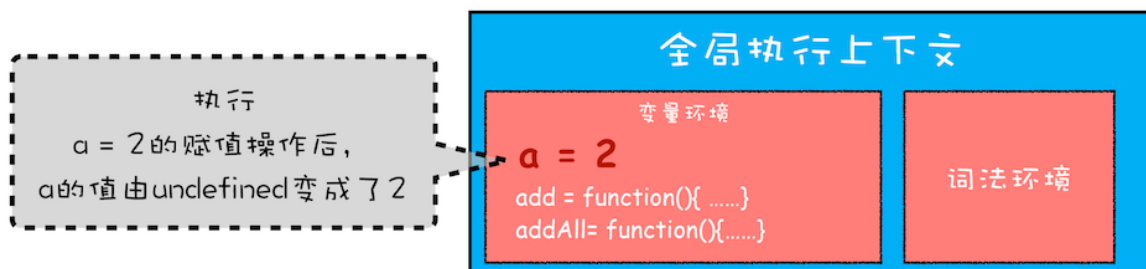 执行
a = 2的赋值操作后，
a的值由undefined变成了2
全局执行上下文
变量环境
a = 2
add = function(){ ......}
addAll= function(){......}
词法环境